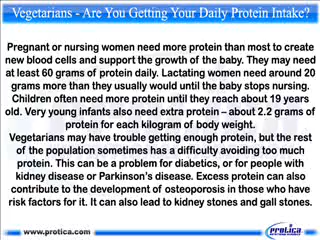 Vegetarians - Are You Getting Your Daily Protein Intake?
Pregnant or nursing women need more protein than most to create
new blood cells and support the growth of the baby. They may need
at least 60 grams of protein daily. Lactating women need around 20
grams more than they usually would until the baby stops nursing.
Children often need more protein until they reach about 19 years
old. Very young infants also need extra protein – about 2.2 grams of
protein for each kilogram of body weight.
Vegetarians may have trouble getting enough protein, but the rest
of the population sometimes has a difficulty avoiding too much
protein. This can be a problem for diabetics, or for people with
kidney disease or Parkinson's disease. Excess protein can also
contribute to the development of osteoporosis in those who have
risk factors for it. It can also lead to kidney stones and gall stones.
www.protica.com
protica